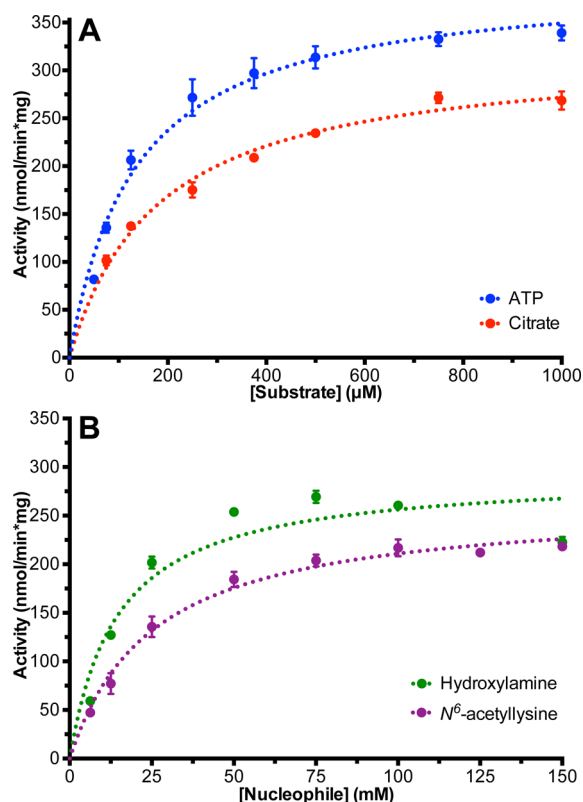 A
Activity (nmol/min*mg)
350
300
250
200
150
100
50
0
ATP
Citrate
0 200 400 600 800 1000
[Substrate] (µM)
B
Activity (nmol/min*mg)
350
300
250
200
150
100
50
0
Hydroxylamine
N⁶-acetyllysine
0 25 50 75 100 125 150
[Nucleophile] (mM)